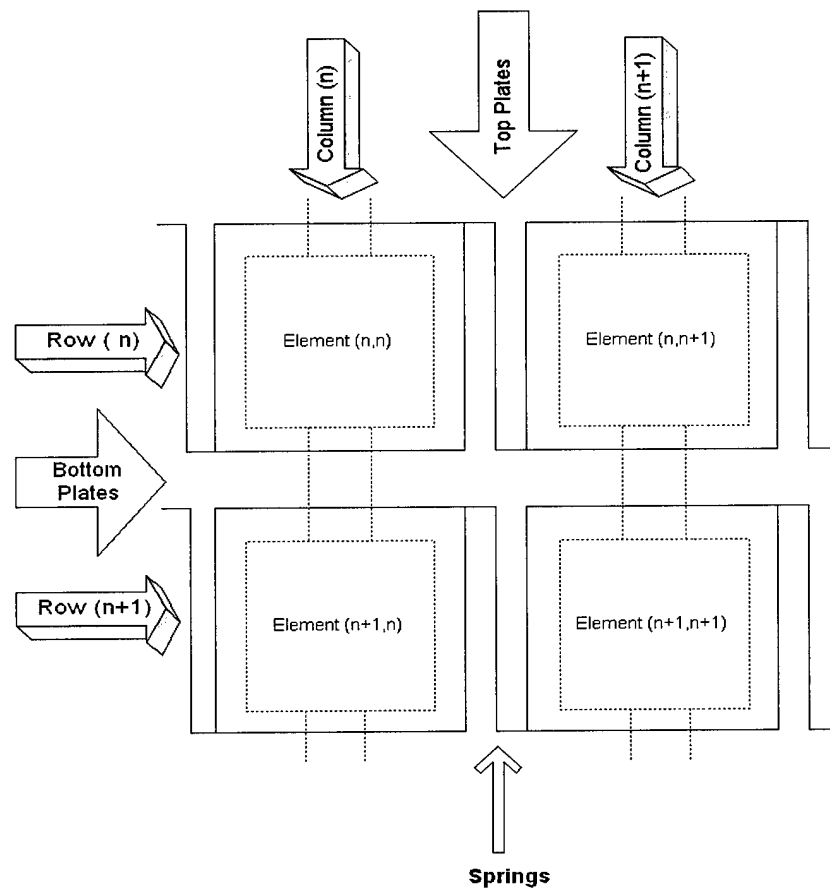 Column (n)
Top Plates
Column (n+1)
Row ( n)
Element (n,n)
Element (n,n+1)
Bottom
Plates
Row (n+1)
Element (n+1,n)
Element (n+1,n+1)
Springs